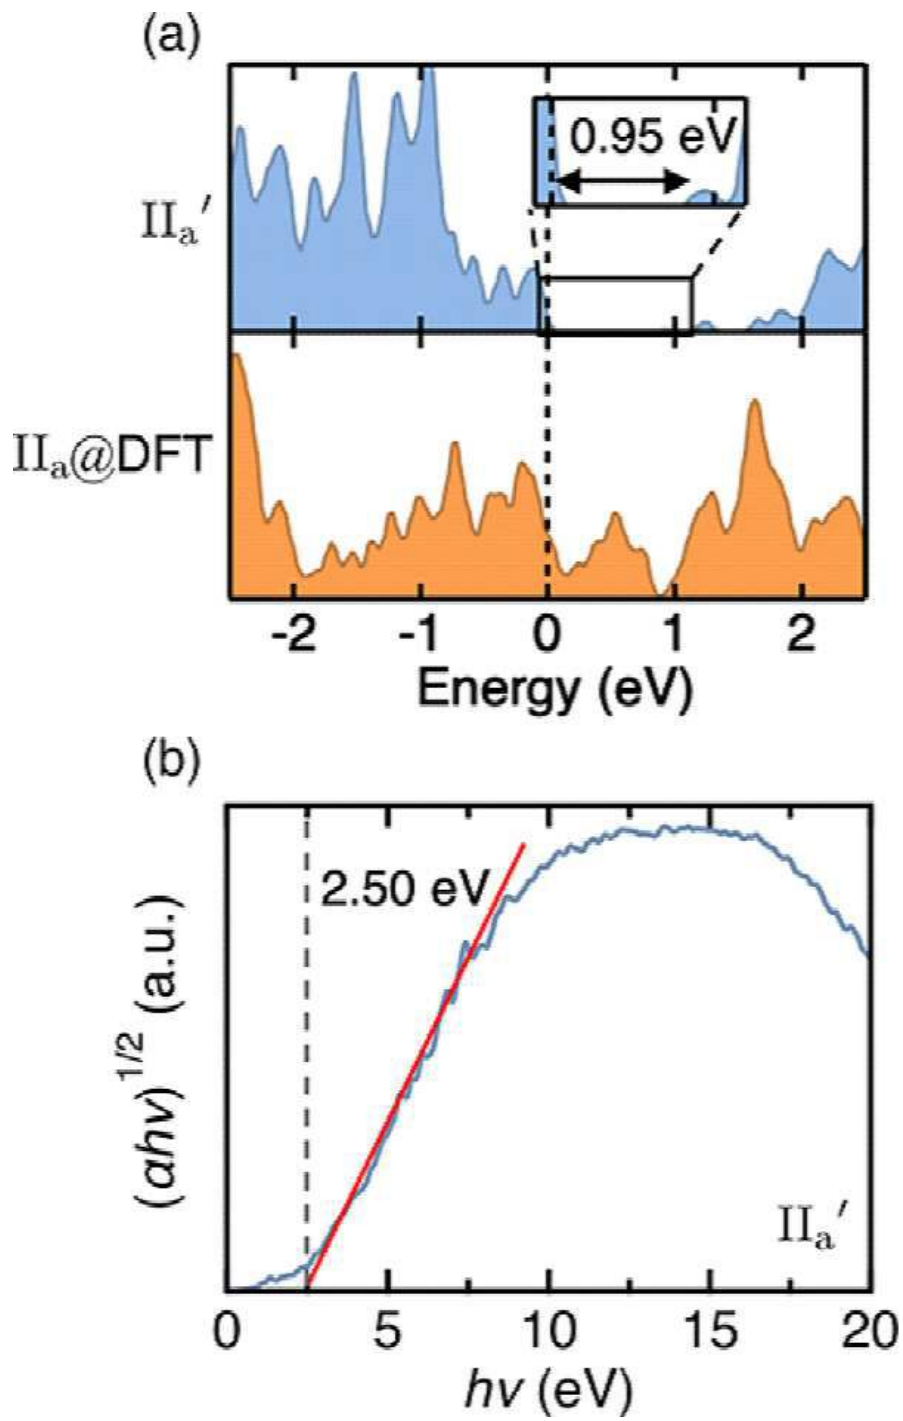 (a)
0.95 eV
IIₐ′
IIₐ@DFT
-2 -1 0 1 2
Energy (eV)
(b)
2.50 eV
(αhν)^1/2 (a.u.)
IIₐ′
0 5 10 15 20
hν (eV)